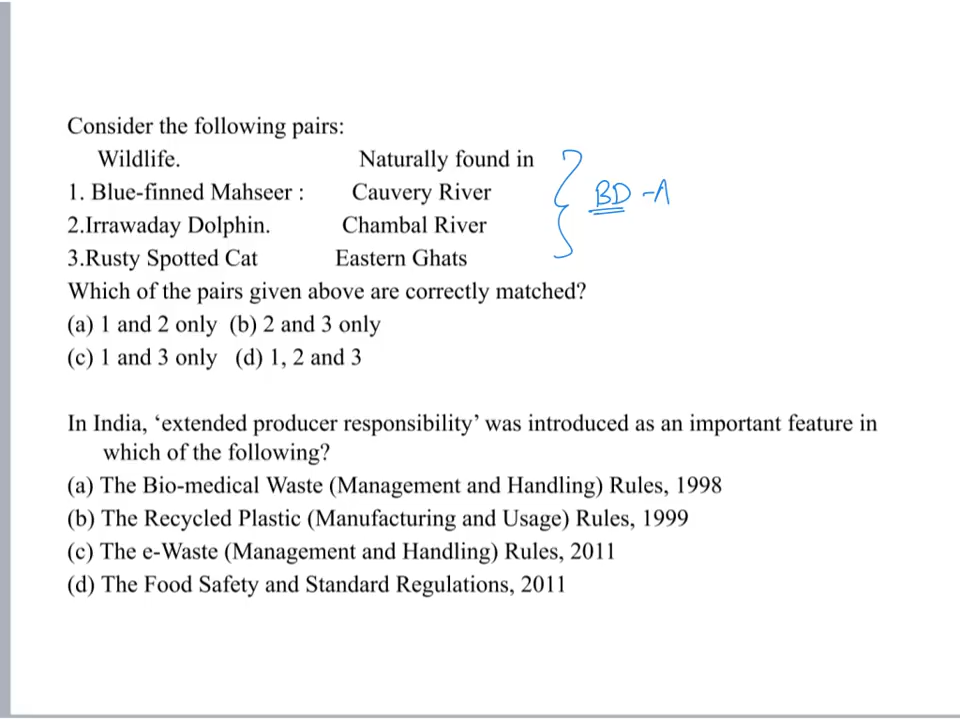 Consider the following pairs:
Wildlife. Naturally found in
1. Blue-finned Mahseer : Cauvery River
2.Irrawaday Dolphin. Chambal River
3.Rusty Spotted Cat Eastern Ghats
BD -A
Which of the pairs given above are correctly matched?
(a) 1 and 2 only (b) 2 and 3 only
(c) 1 and 3 only (d) 1, 2 and 3
In India, ‘extended producer responsibility’ was introduced as an important feature in
which of the following?
(a) The Bio-medical Waste (Management and Handling) Rules, 1998
(b) The Recycled Plastic (Manufacturing and Usage) Rules, 1999
(c) The e-Waste (Management and Handling) Rules, 2011
(d) The Food Safety and Standard Regulations, 2011